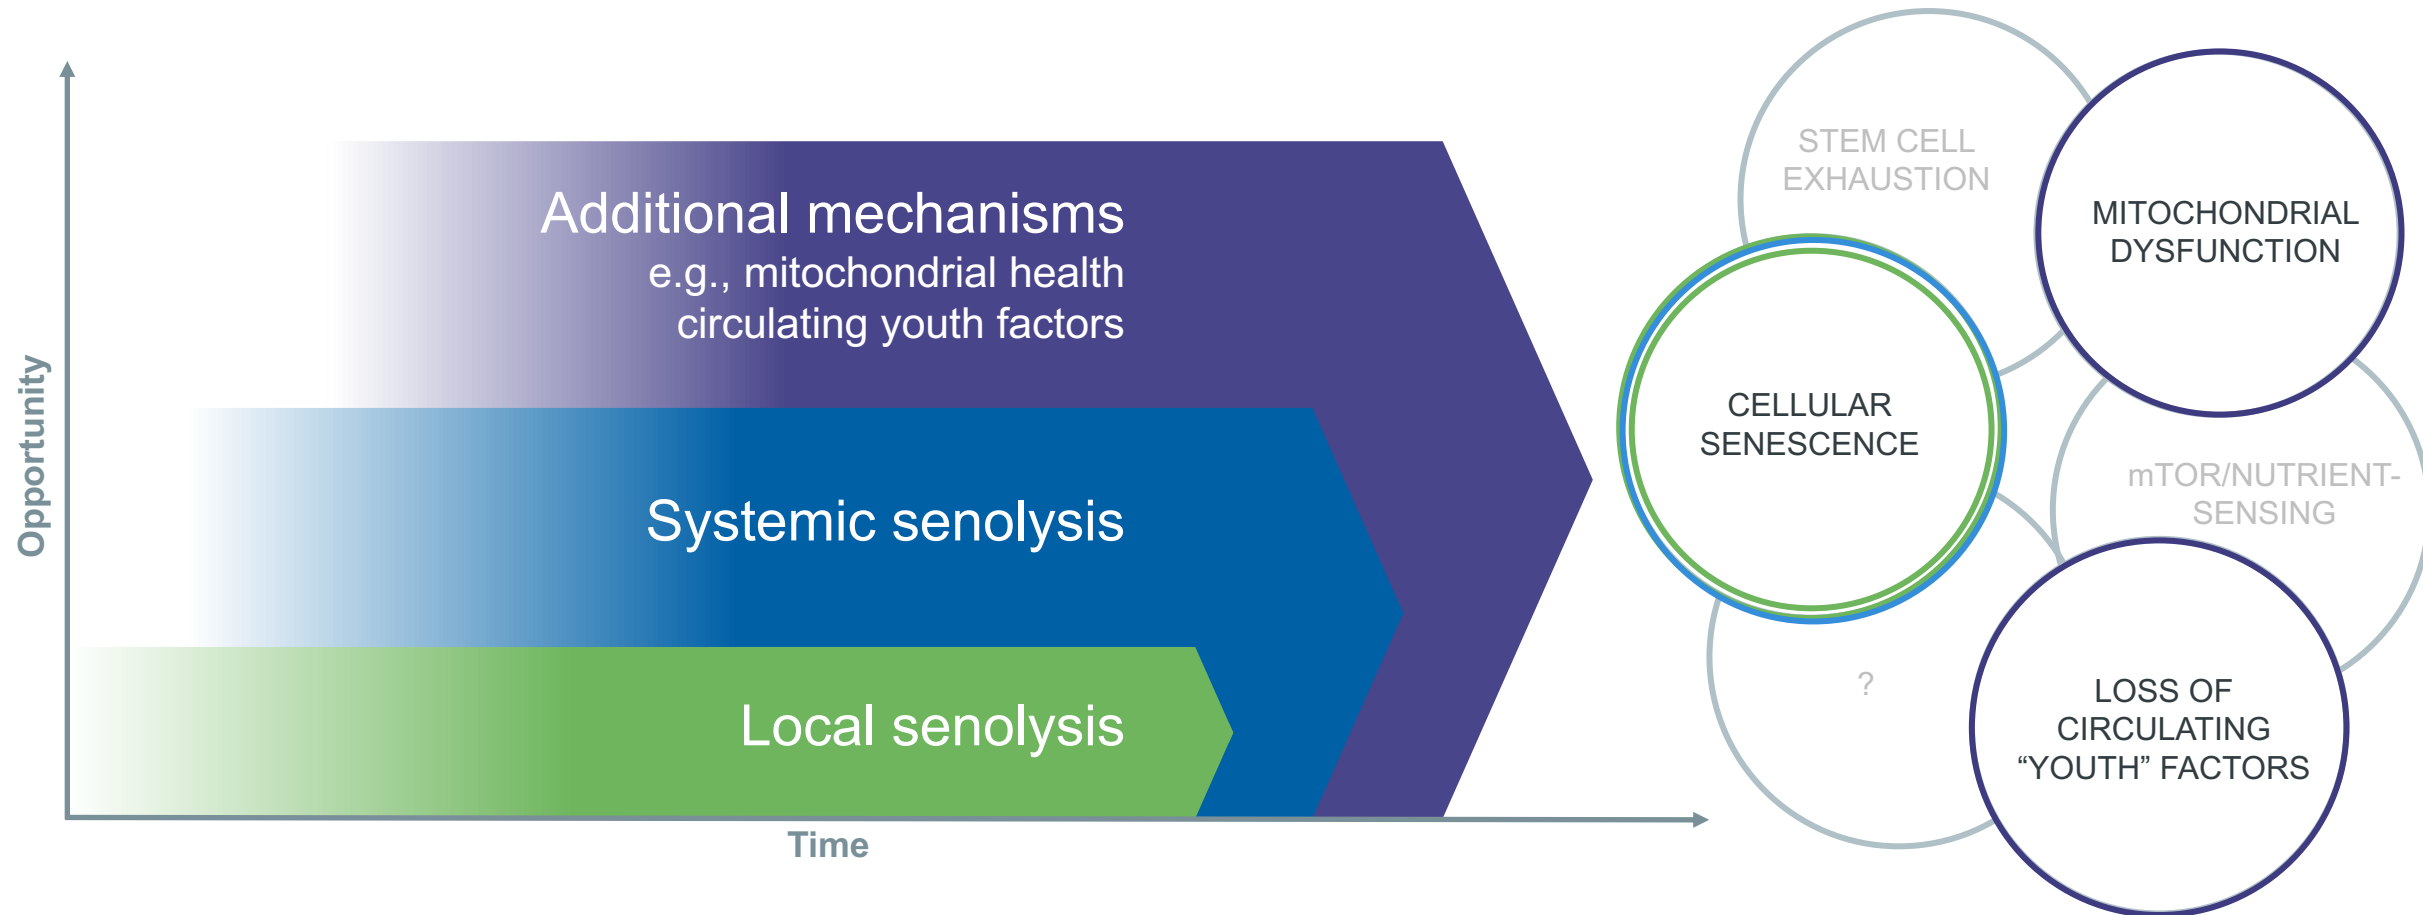 Opportunity
Additional mechanisms
e.g., mitochondrial health
circulating youth factors
Systemic senolysis
Local senolysis
Time
STEM CELL
EXHAUSTION
MITOCHONDRIAL
DYSFUNCTION
CELLULAR
SENESCENCE
mTOR/NUTRIENT-
SENSING
?
LOSS OF
CIRCULATING
“YOUTH” FACTORS